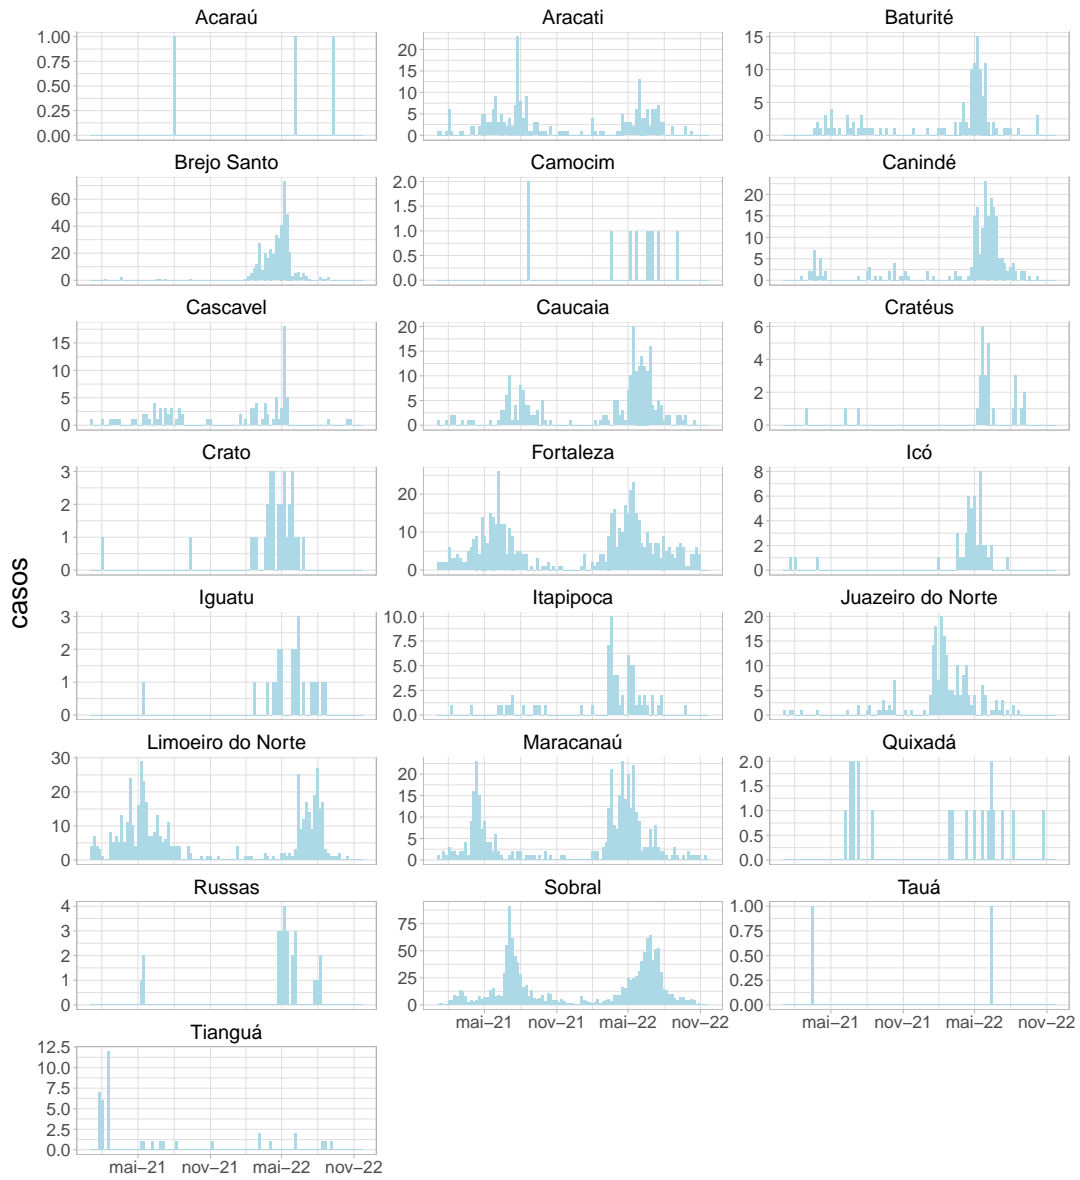 Acaraú Aracati Baturité
1.00 0.75 0.50 0.25 0.00
20 15 10 5 0
15 10 5 0
Brejo Santo Camocim Canindé
60 40 20 0
2.0 1.5 1.0 0.5 0.0
20 15 10 5 0
Cascavel Caucaia Cratéus
15 10 5 0
20 15 10 5 0
6 4 2 0
Crato Fortaleza Icó
3 2 1 0
20 10 0
8 6 4 2 0
casos
Iguatu Itapipoca Juazeiro do Norte
3 2 1 0
10.0 7.5 5.0 2.5 0.0
20 15 10 5 0
Limoeiro do Norte Maracanaú Quixadá
30 20 10 0
20 15 10 5 0
2.0 1.5 1.0 0.5 0.0
Russas Sobral Tauá
4 3 2 1 0
75 50 25 0
1.00 0.75 0.50 0.25 0.00
mai−21 nov−21 mai−22 nov−22
mai−21 nov−21 mai−22 nov−22
Tianguá
12.5 10.0 7.5 5.0 2.5 0.0
mai−21 nov−21 mai−22 nov−22